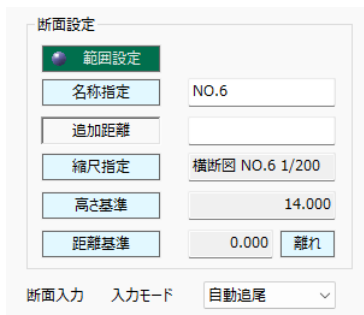 断面設定
範囲設定
名称指定 NO.6
追加距離
縮尺指定 横断図 NO.6 1/200
高さ基準 14.000
距離基準 0.000 離れ
断面入力 入力モード 自動追尾